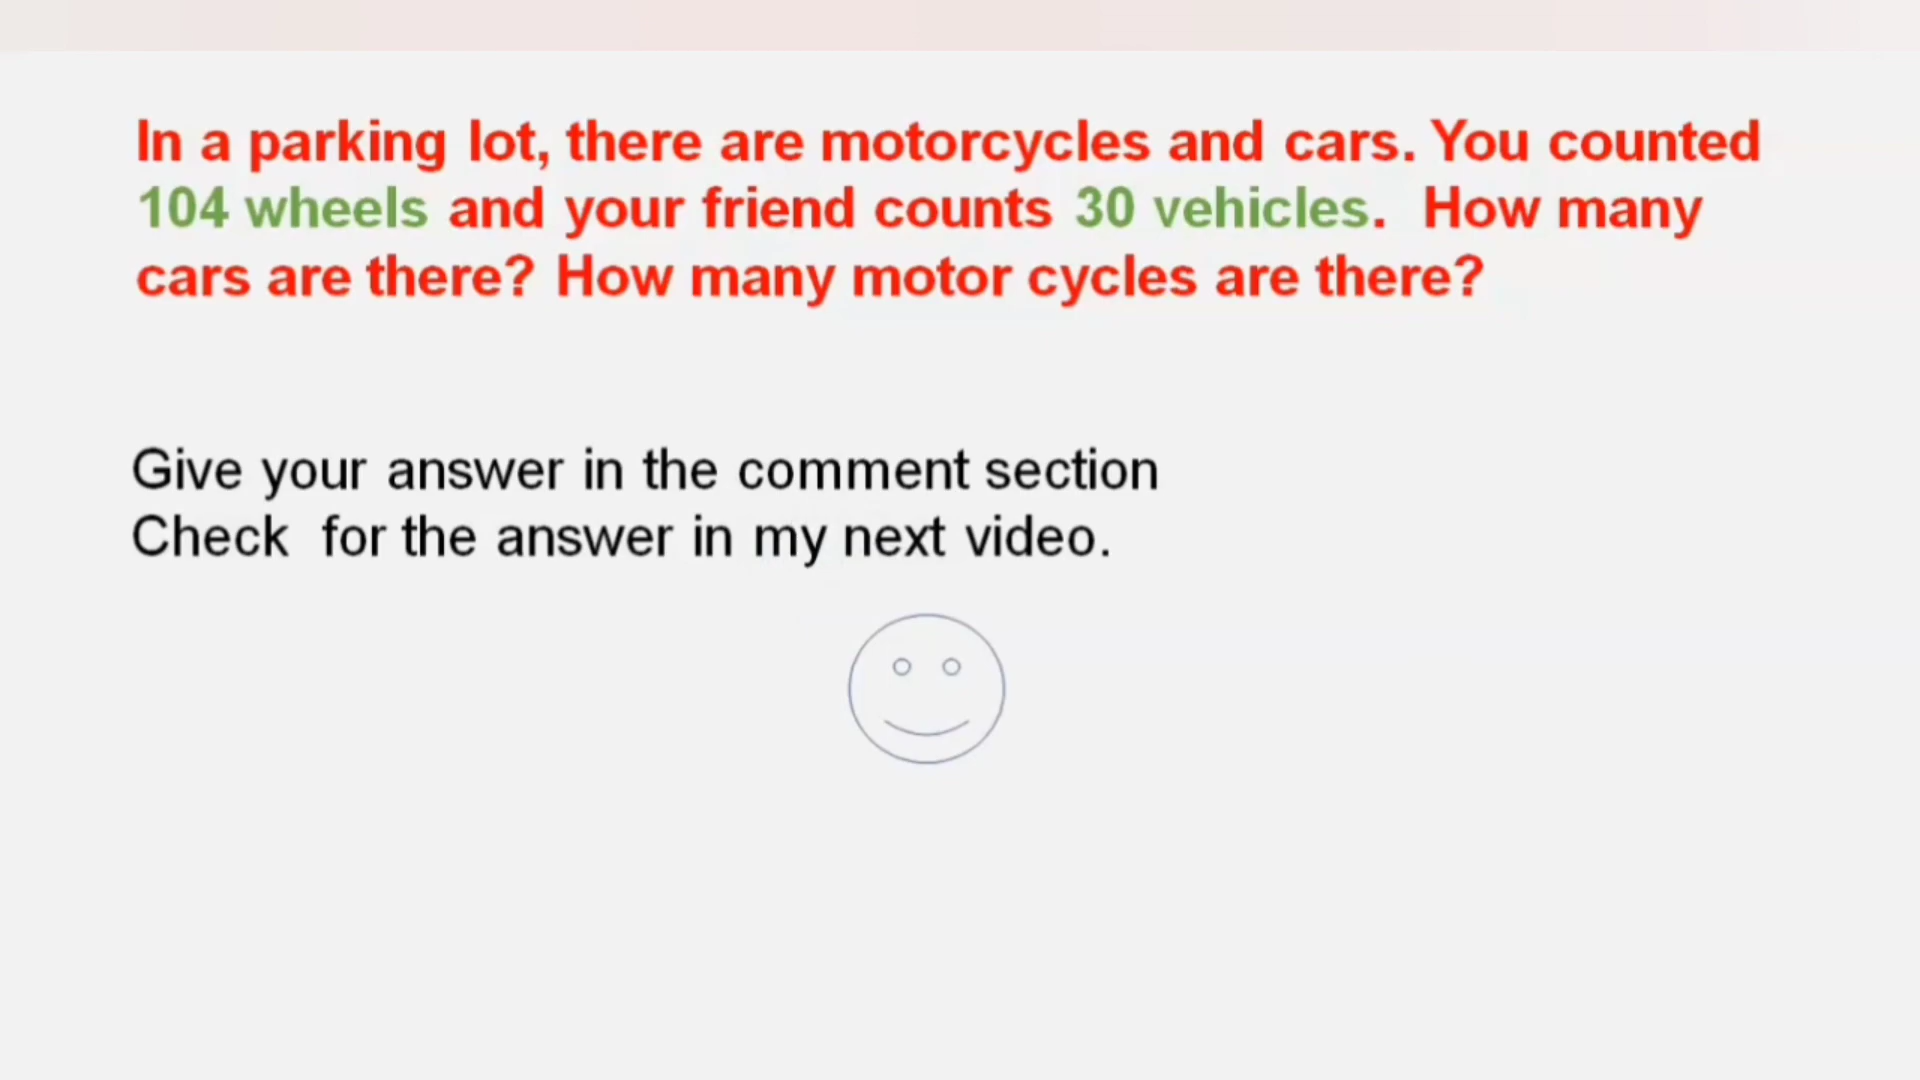 In a parking lot, there are motorcycles and cars. You counted
104 wheels and your friend counts 30 vehicles.  How many
cars are there? How many motor cycles are there?
Give your answer in the comment section
Check  for the answer in my next video.